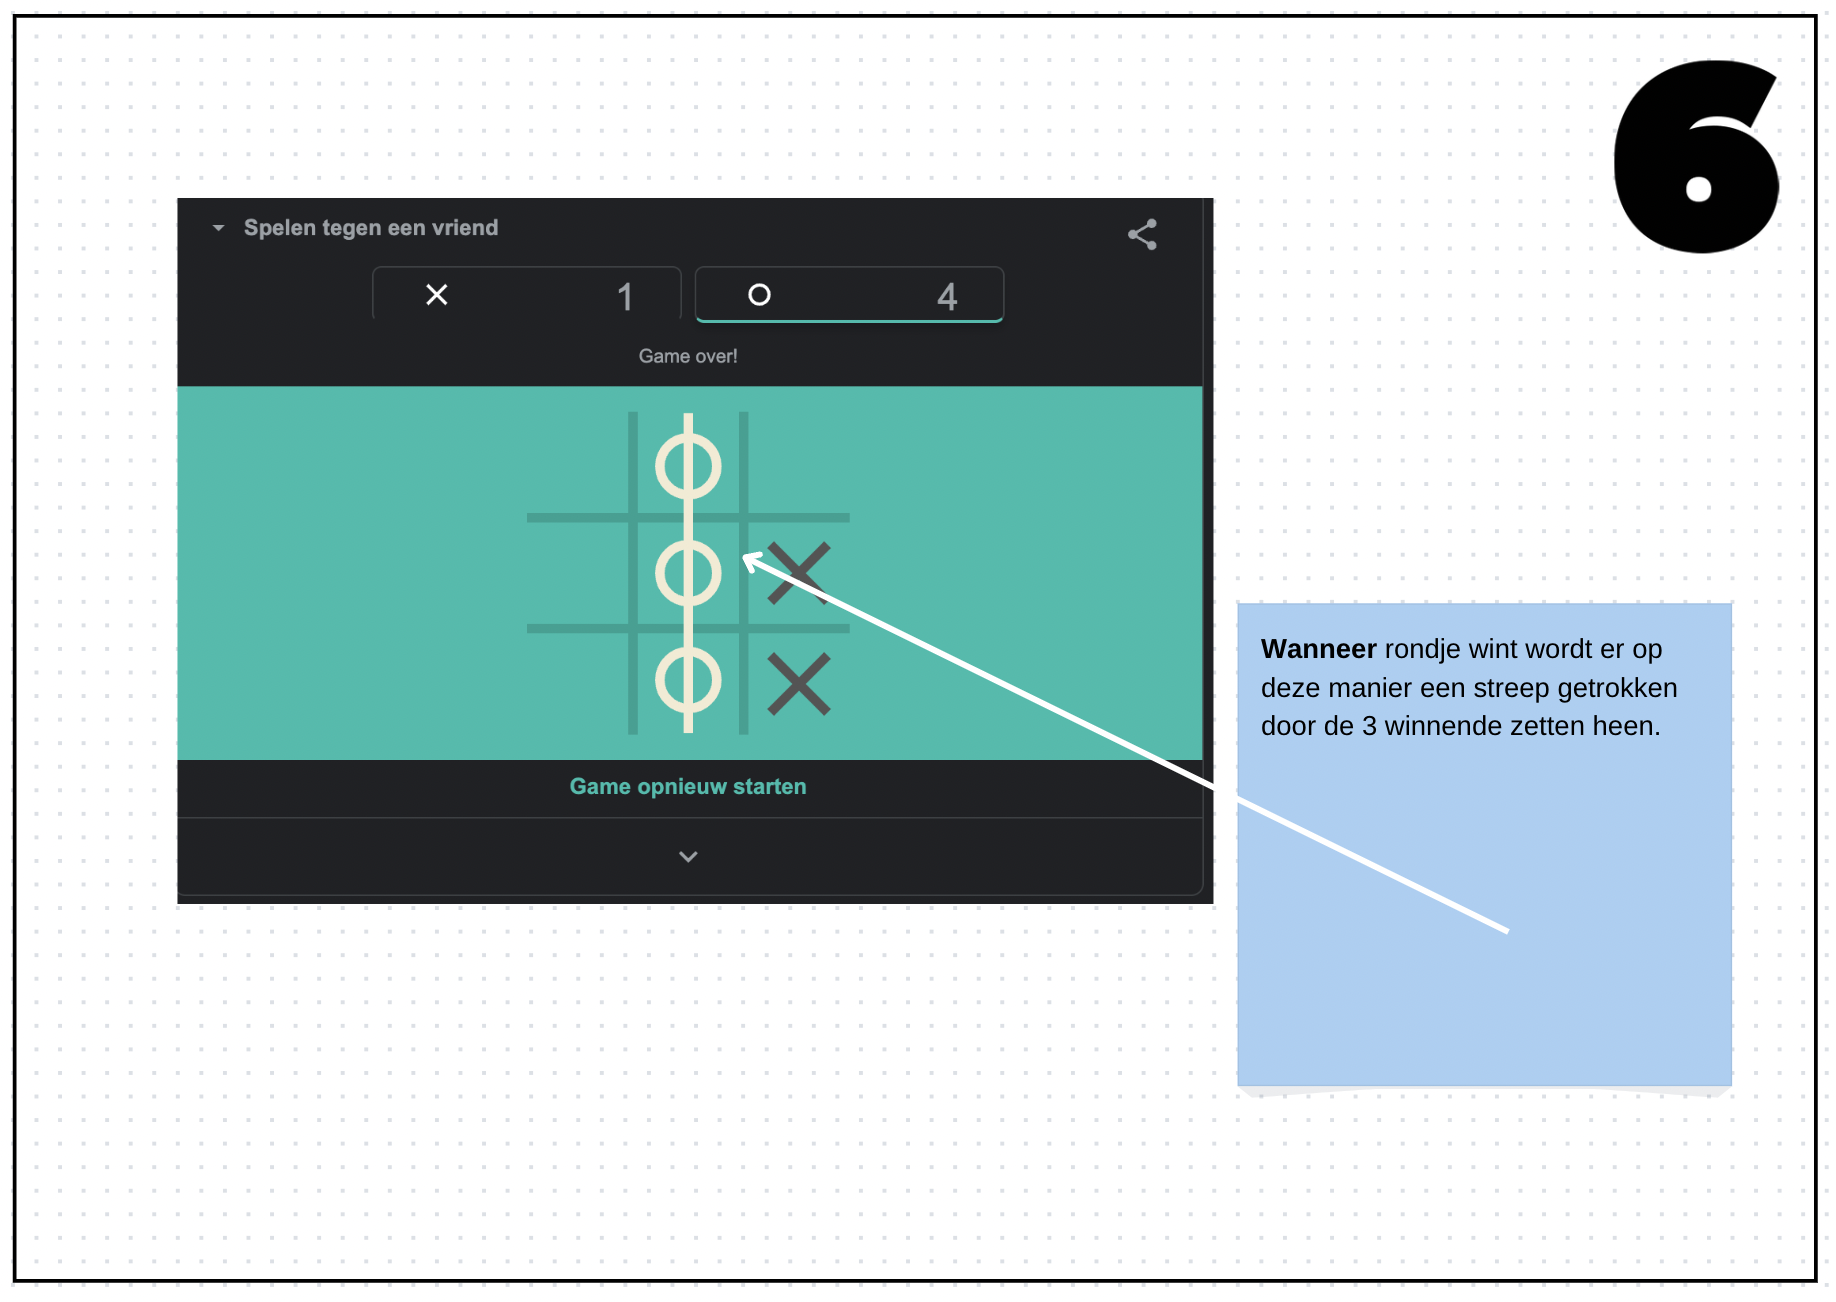 6
Spelen tegen een vriend
1
4
Game over!
Game opnieuw starten
Wanneer rondje wint wordt er op
deze manier een streep getrokken
door de 3 winnende zetten heen.